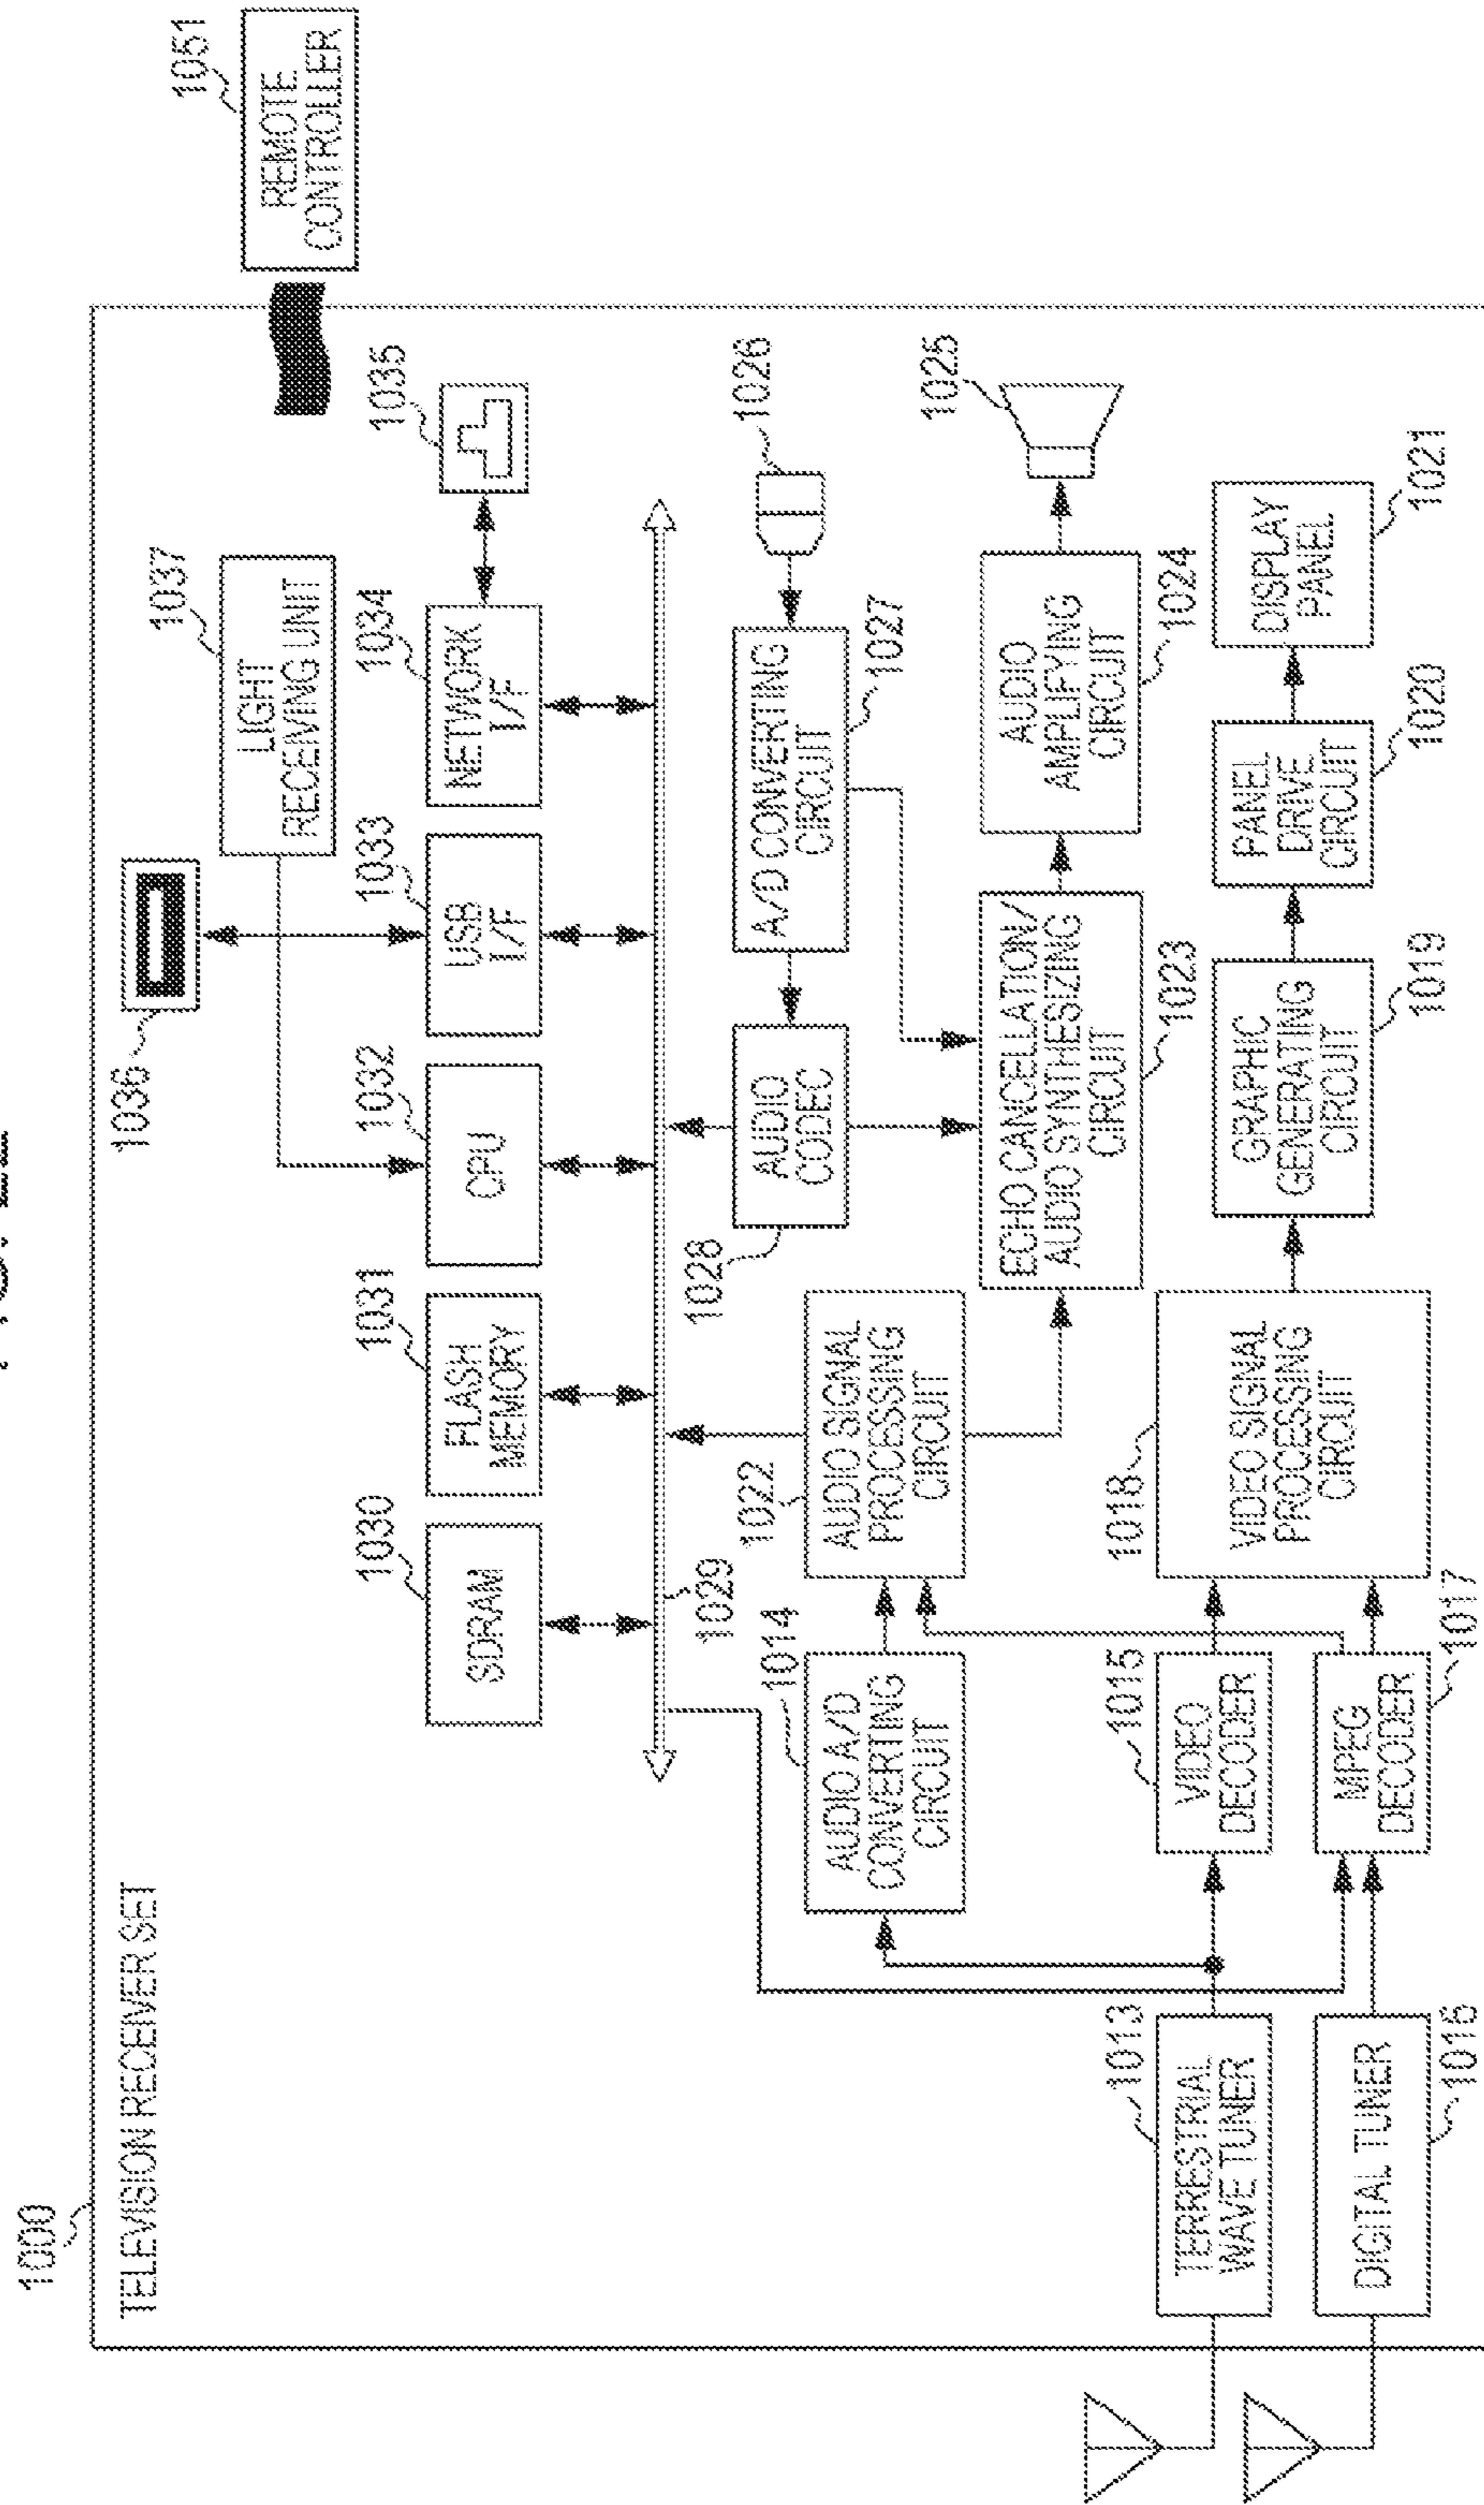 1000
TELEVISION RECEIVER SET
1036
1037
LIGHT
RECEIVING UNIT
1051
REMOTE
CONTROLLER
1030
SDRAM
1031
FLASH
MEMORY
1032
CPU
1033
USB
I/F
1034
NETWORK
I/F
1035
1029
1028
AUDIO
CODEC
A/D CONVERTING
CIRCUIT
1027
1026
1014
AUDIO A/D
CONVERTING
CIRCUIT
1022
AUDIO SIGNAL
PROCESSING
CIRCUIT
ECHO CANCELLATION/
AUDIO SYNTHESIZING
CIRCUIT
1023
AUDIO
AMPLIFYING
CIRCUIT
1024
1025
1013
TERRESTRIAL
WAVE TUNER
1015
VIDEO
DECODER
1018
VIDEO SIGNAL
PROCESSING
CIRCUIT
GRAPHIC
GENERATING
CIRCUIT
1019
PANEL
DRIVE
CIRCUIT
1020
DISPLAY
PANEL
1021
DIGITAL TUNER
1016
MPEG
DECODER
1017